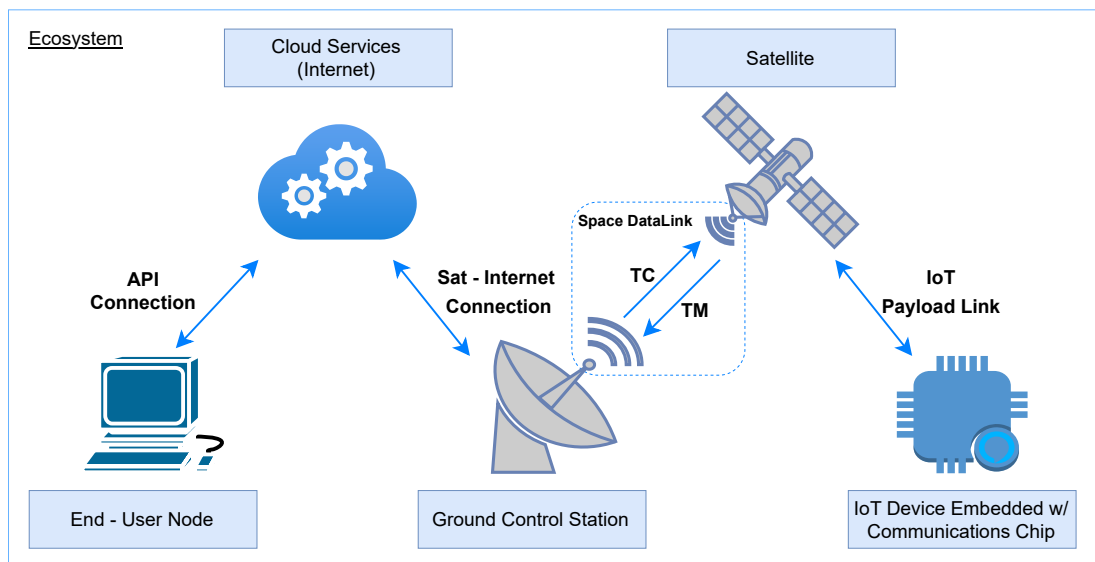 Ecosystem
Cloud Services
(Internet)
Satellite
Space DataLink
API
Connection
Sat - Internet
Connection
TC
TM
IoT
Payload Link
End - User Node
Ground Control Station
IoT Device Embedded w/
Communications Chip